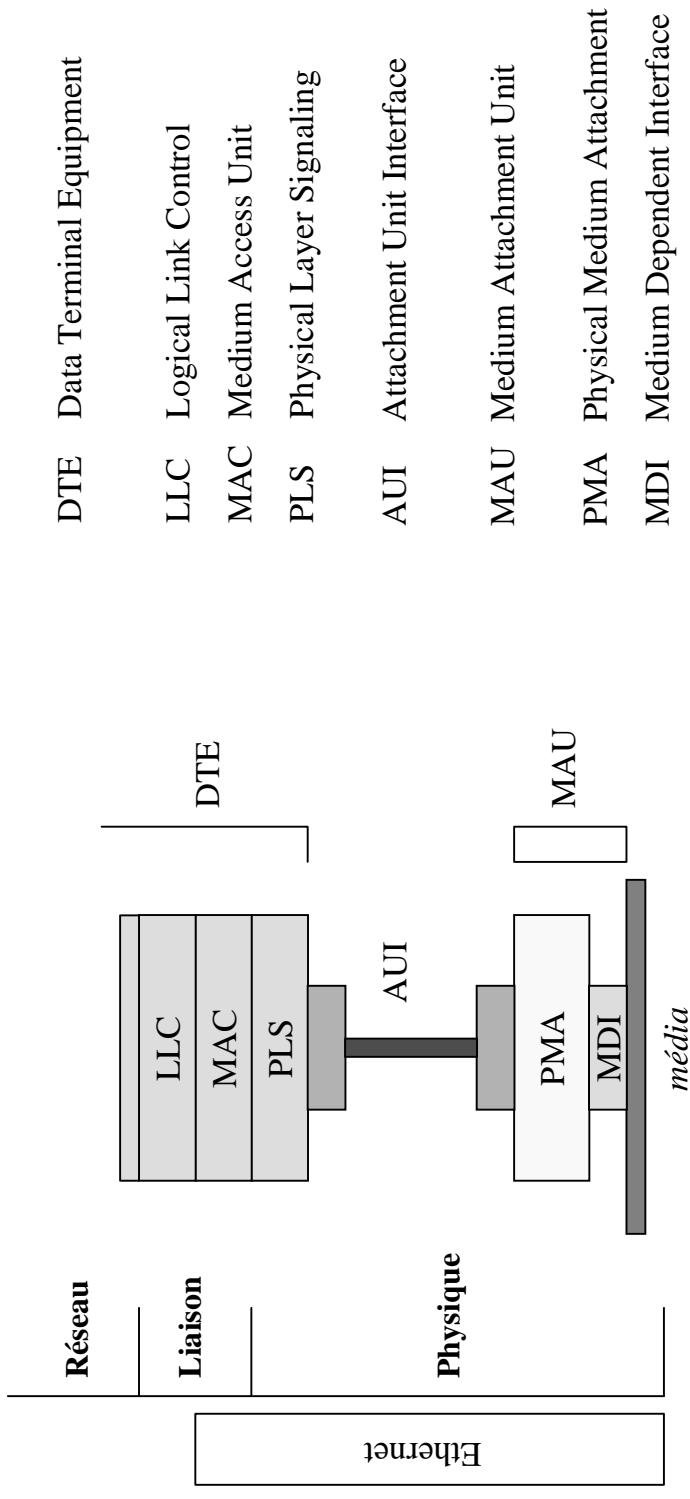 Ethernet
Réseau
Liaison
Physique
LLC
MAC
PLS
AUI
PMA
MDI
média
DTE
MAU
DTE Data Terminal Equipment
LLC Logical Link Control
MAC Medium Access Unit
PLS Physical Layer Signaling
AUI Attachment Unit Interface
MAU Medium Attachment Unit
PMA Physical Medium Attachment
MDI Medium Dependent Interface